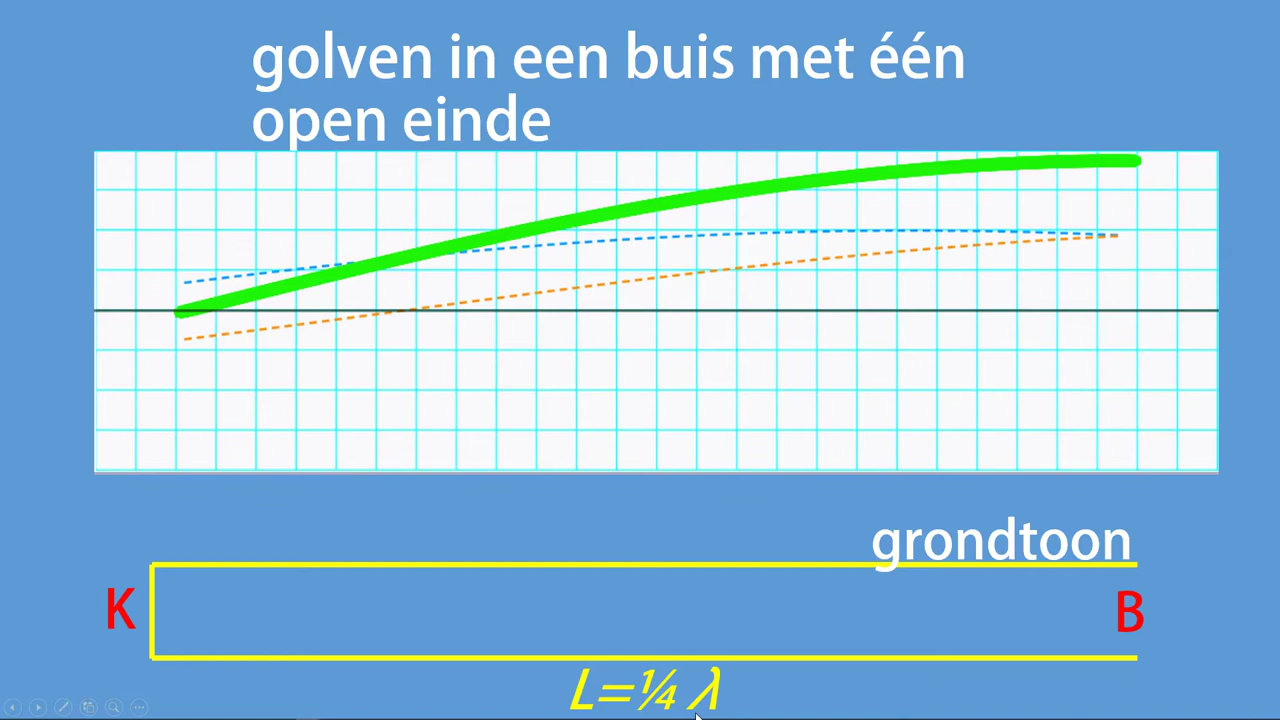 golven in een buis met één
open einde
grondtoon
K
B
L=¼ λ